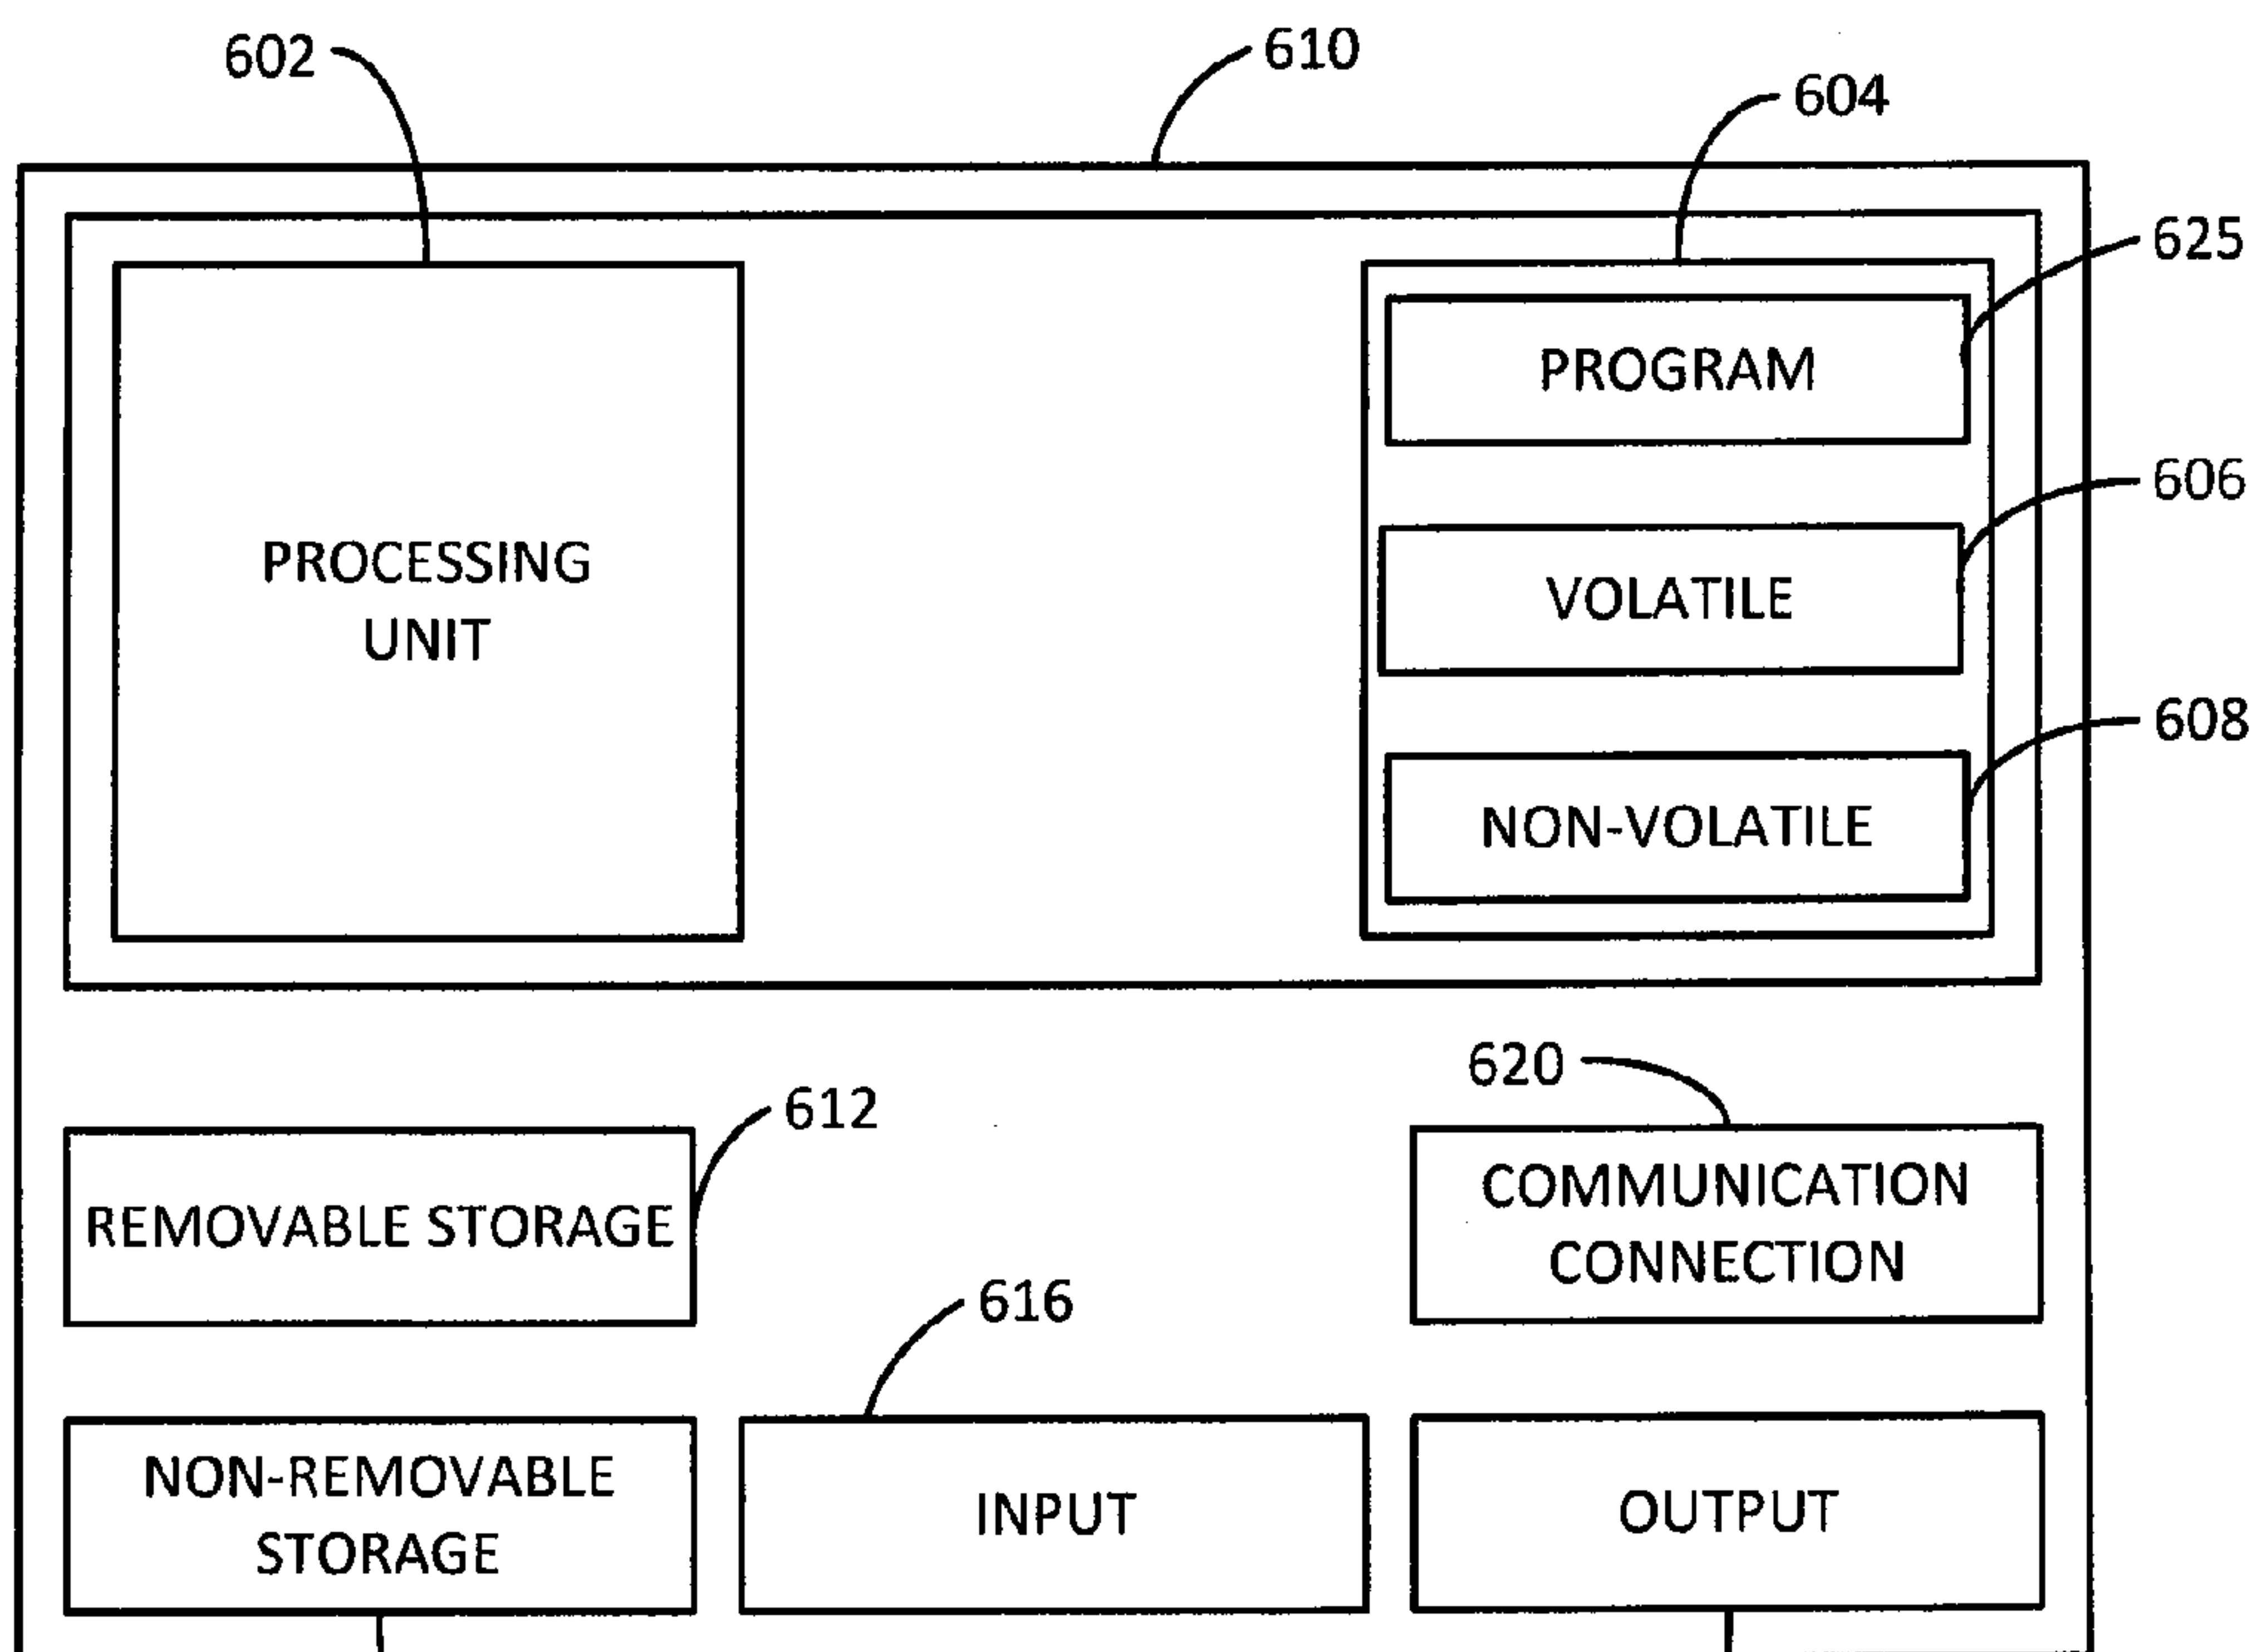 602
610
604
625
PROGRAM
606
PROCESSING
UNIT
VOLATILE
608
NON-VOLATILE
620
612
COMMUNICATION
CONNECTION
REMOVABLE STORAGE
616
NON-REMOVABLE
STORAGE
INPUT
OUTPUT